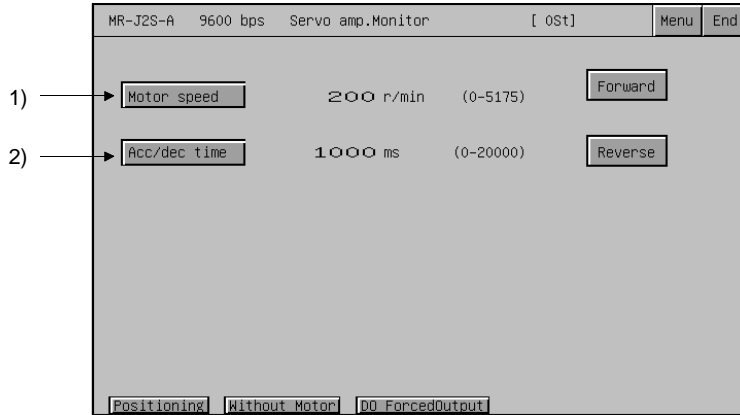 MR-J2S-A 9600 bps Servo amp.Monitor [ 0St] Menu End
1) Motor speed 200 r/min (0-5175) Forward
2) Acc/dec time 1000 ms (0-20000) Reverse
Positioning Without Motor DO ForcedOutput